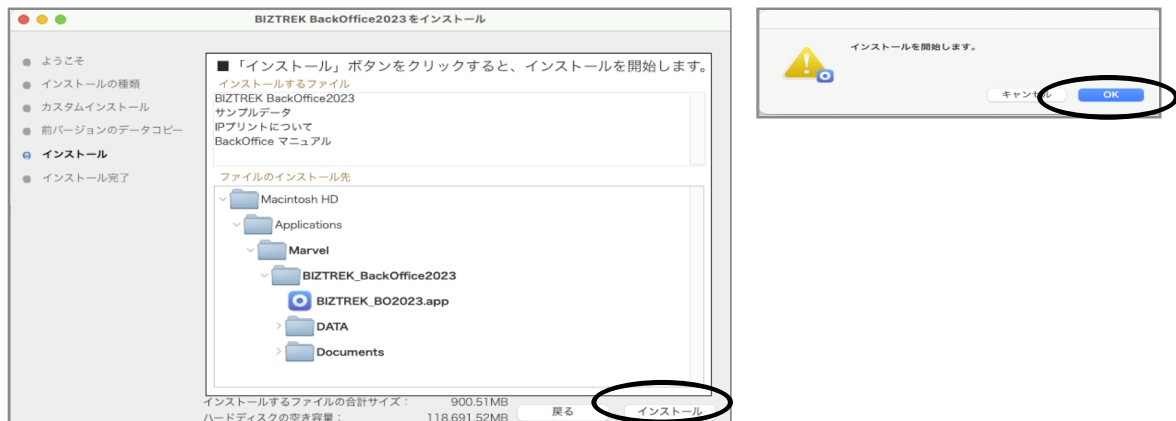 BIZTREK BackOffice2023をインストール
ようこそ
インストールの種類
カスタムインストール
前バージョンのデータコピー
インストール
インストール完了
■「インストール」ボタンをクリックすると、インストールを開始します。
インストールするファイル
BIZTREK BackOffice2023
サンプルデータ
IPプリントについて
BackOffice マニュアル
ファイルのインストール先
Macintosh HD
Applications
Marvel
BIZTREK_BackOffice2023
BIZTREK_BO2023.app
DATA
Documents
インストールするファイルの合計サイズ： 900.51MB
ハードディスクの空き容量： 118,691.52MB
戻る インストール
インストールを開始します。
キャンセル OK